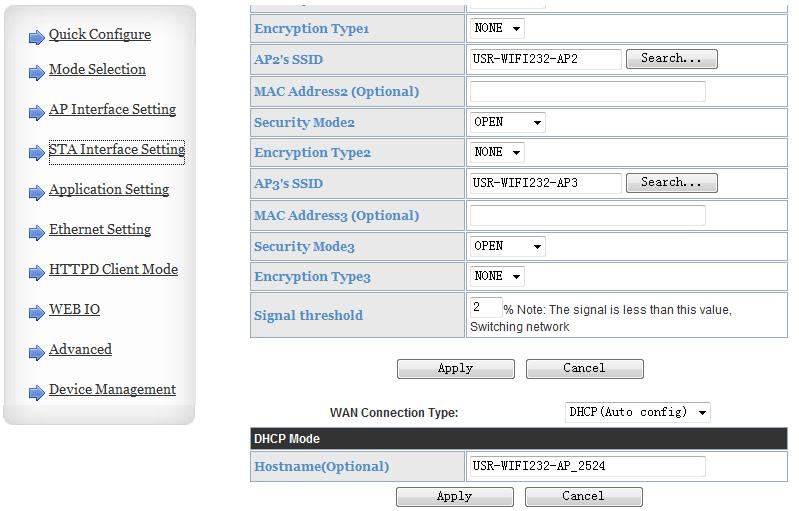 Quick Configure
Mode Selection
AP Interface Setting
STA Interface Setting
Application Setting
Ethernet Setting
HTTPD Client Mode
WEB IO
Advanced
Device Management
Encryption Type1 NONE
AP2's SSID USR-WIFI232-AP2 Search...
MAC Address2 (Optional)
Security Mode2 OPEN
Encryption Type2 NONE
AP3's SSID USR-WIFI232-AP3 Search...
MAC Address3 (Optional)
Security Mode3 OPEN
Encryption Type3 NONE
Signal threshold 2 % Note: The signal is less than this value,
Switching network
Apply Cancel
WAN Connection Type: DHCP(Auto config)
DHCP Mode
Hostname(Optional) USR-WIFI232-AP_2524
Apply Cancel